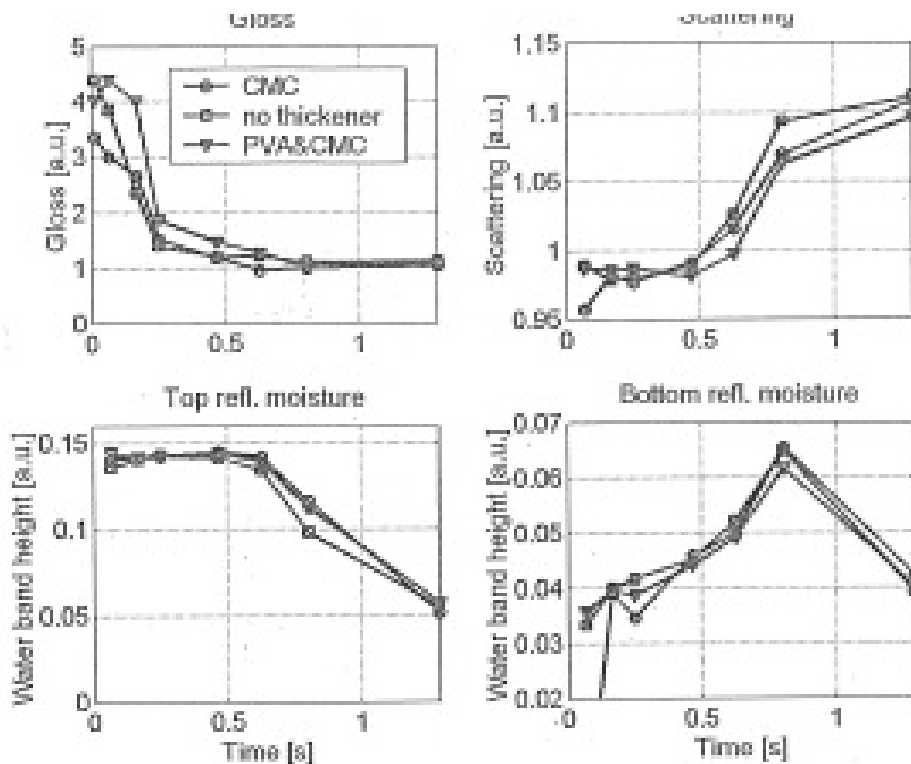 Gloss
5
4
3
2
1
0
Gloss [a.u.]
CMC
no thickener
PVA&CMC
0
0.5
1
Scattering
1.15
1.1
1.05
1
0.95
Scattering [a.u.]
0
0.5
1
Top refl. moisture
0.15
0.1
0.05
0
Water band height [a.u.]
0
0.5
1
Time [s]
Bottom refl. moisture
0.07
0.06
0.05
0.04
0.03
0.02
Water band height [a.u.]
0
0.5
1
Time [s]